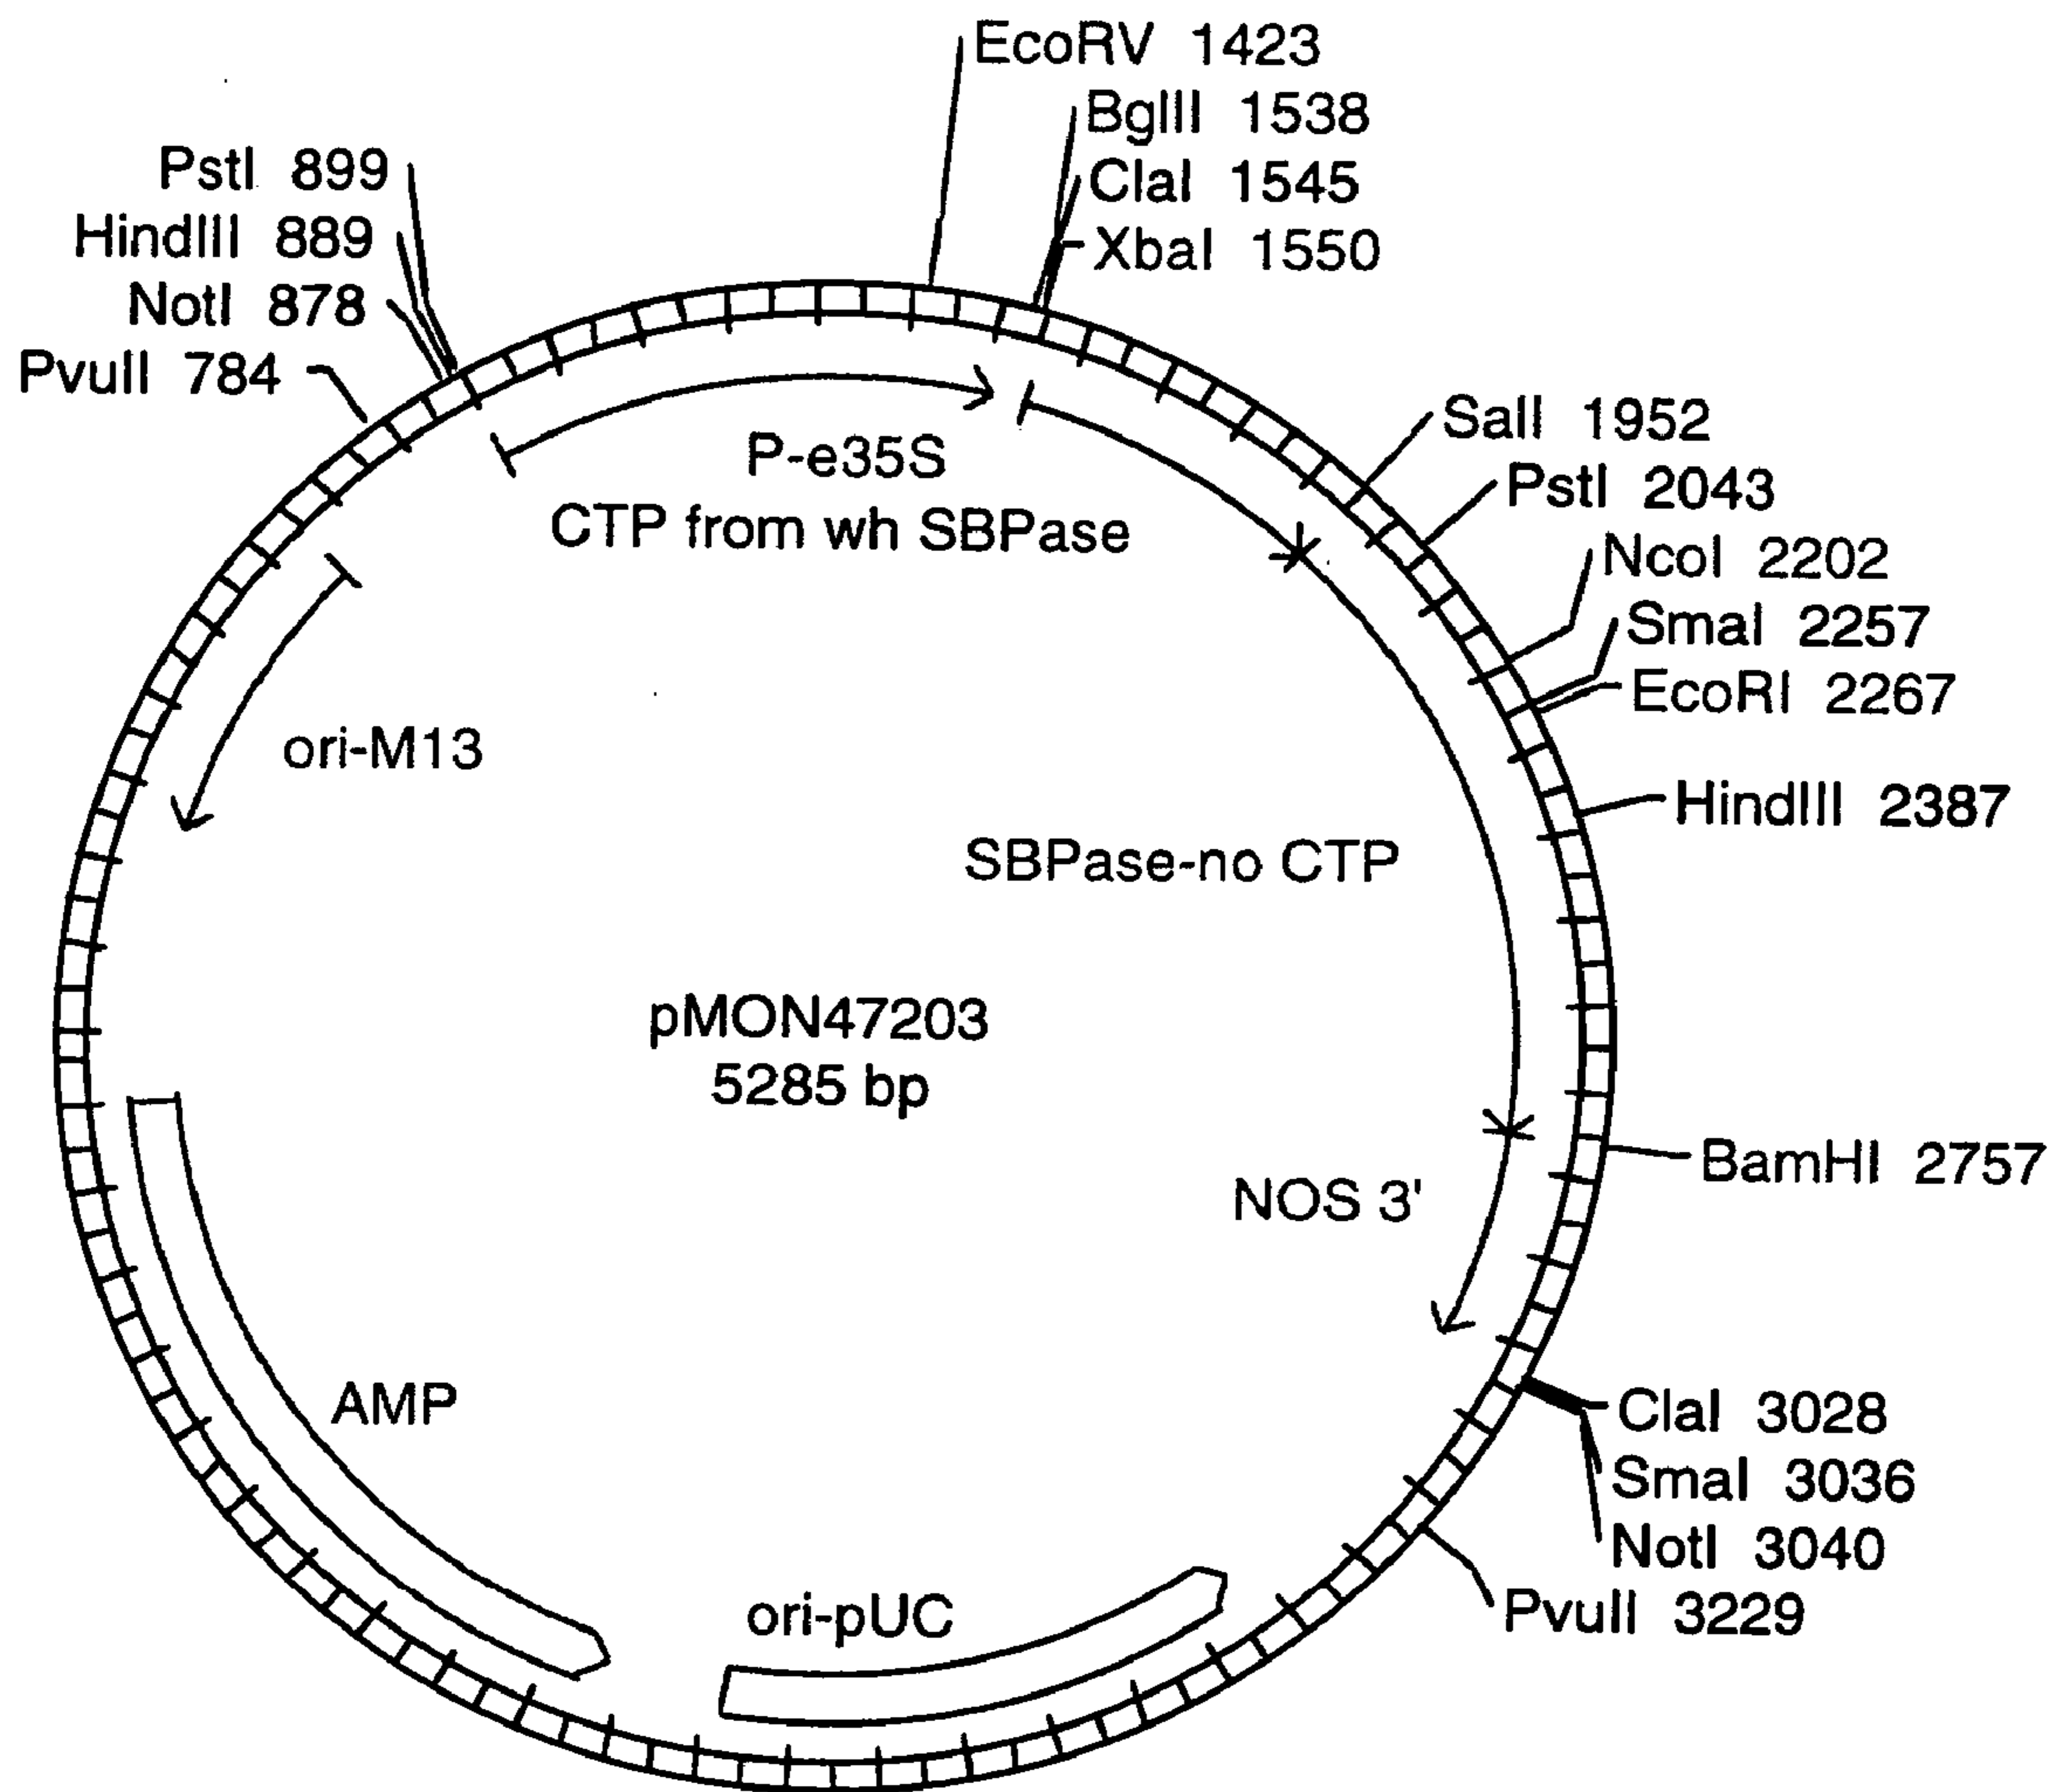 EcoRV 1423
BglII 1538
ClaI 1545
XbaI 1550
PstI 899
HindIII 889
NotI 878
PvuII 784
SalI 1952
PstI 2043
NcoI 2202
SmaI 2257
EcoRI 2267
HindIII 2387
P-e35S
CTP from wh SBPase
ori-M13
SBPase-no CTP
pMON47203
5285 bp
BamHI 2757
NOS 3'
AMP
ClaI 3028
SmaI 3036
NotI 3040
PvuII 3229
ori-pUC